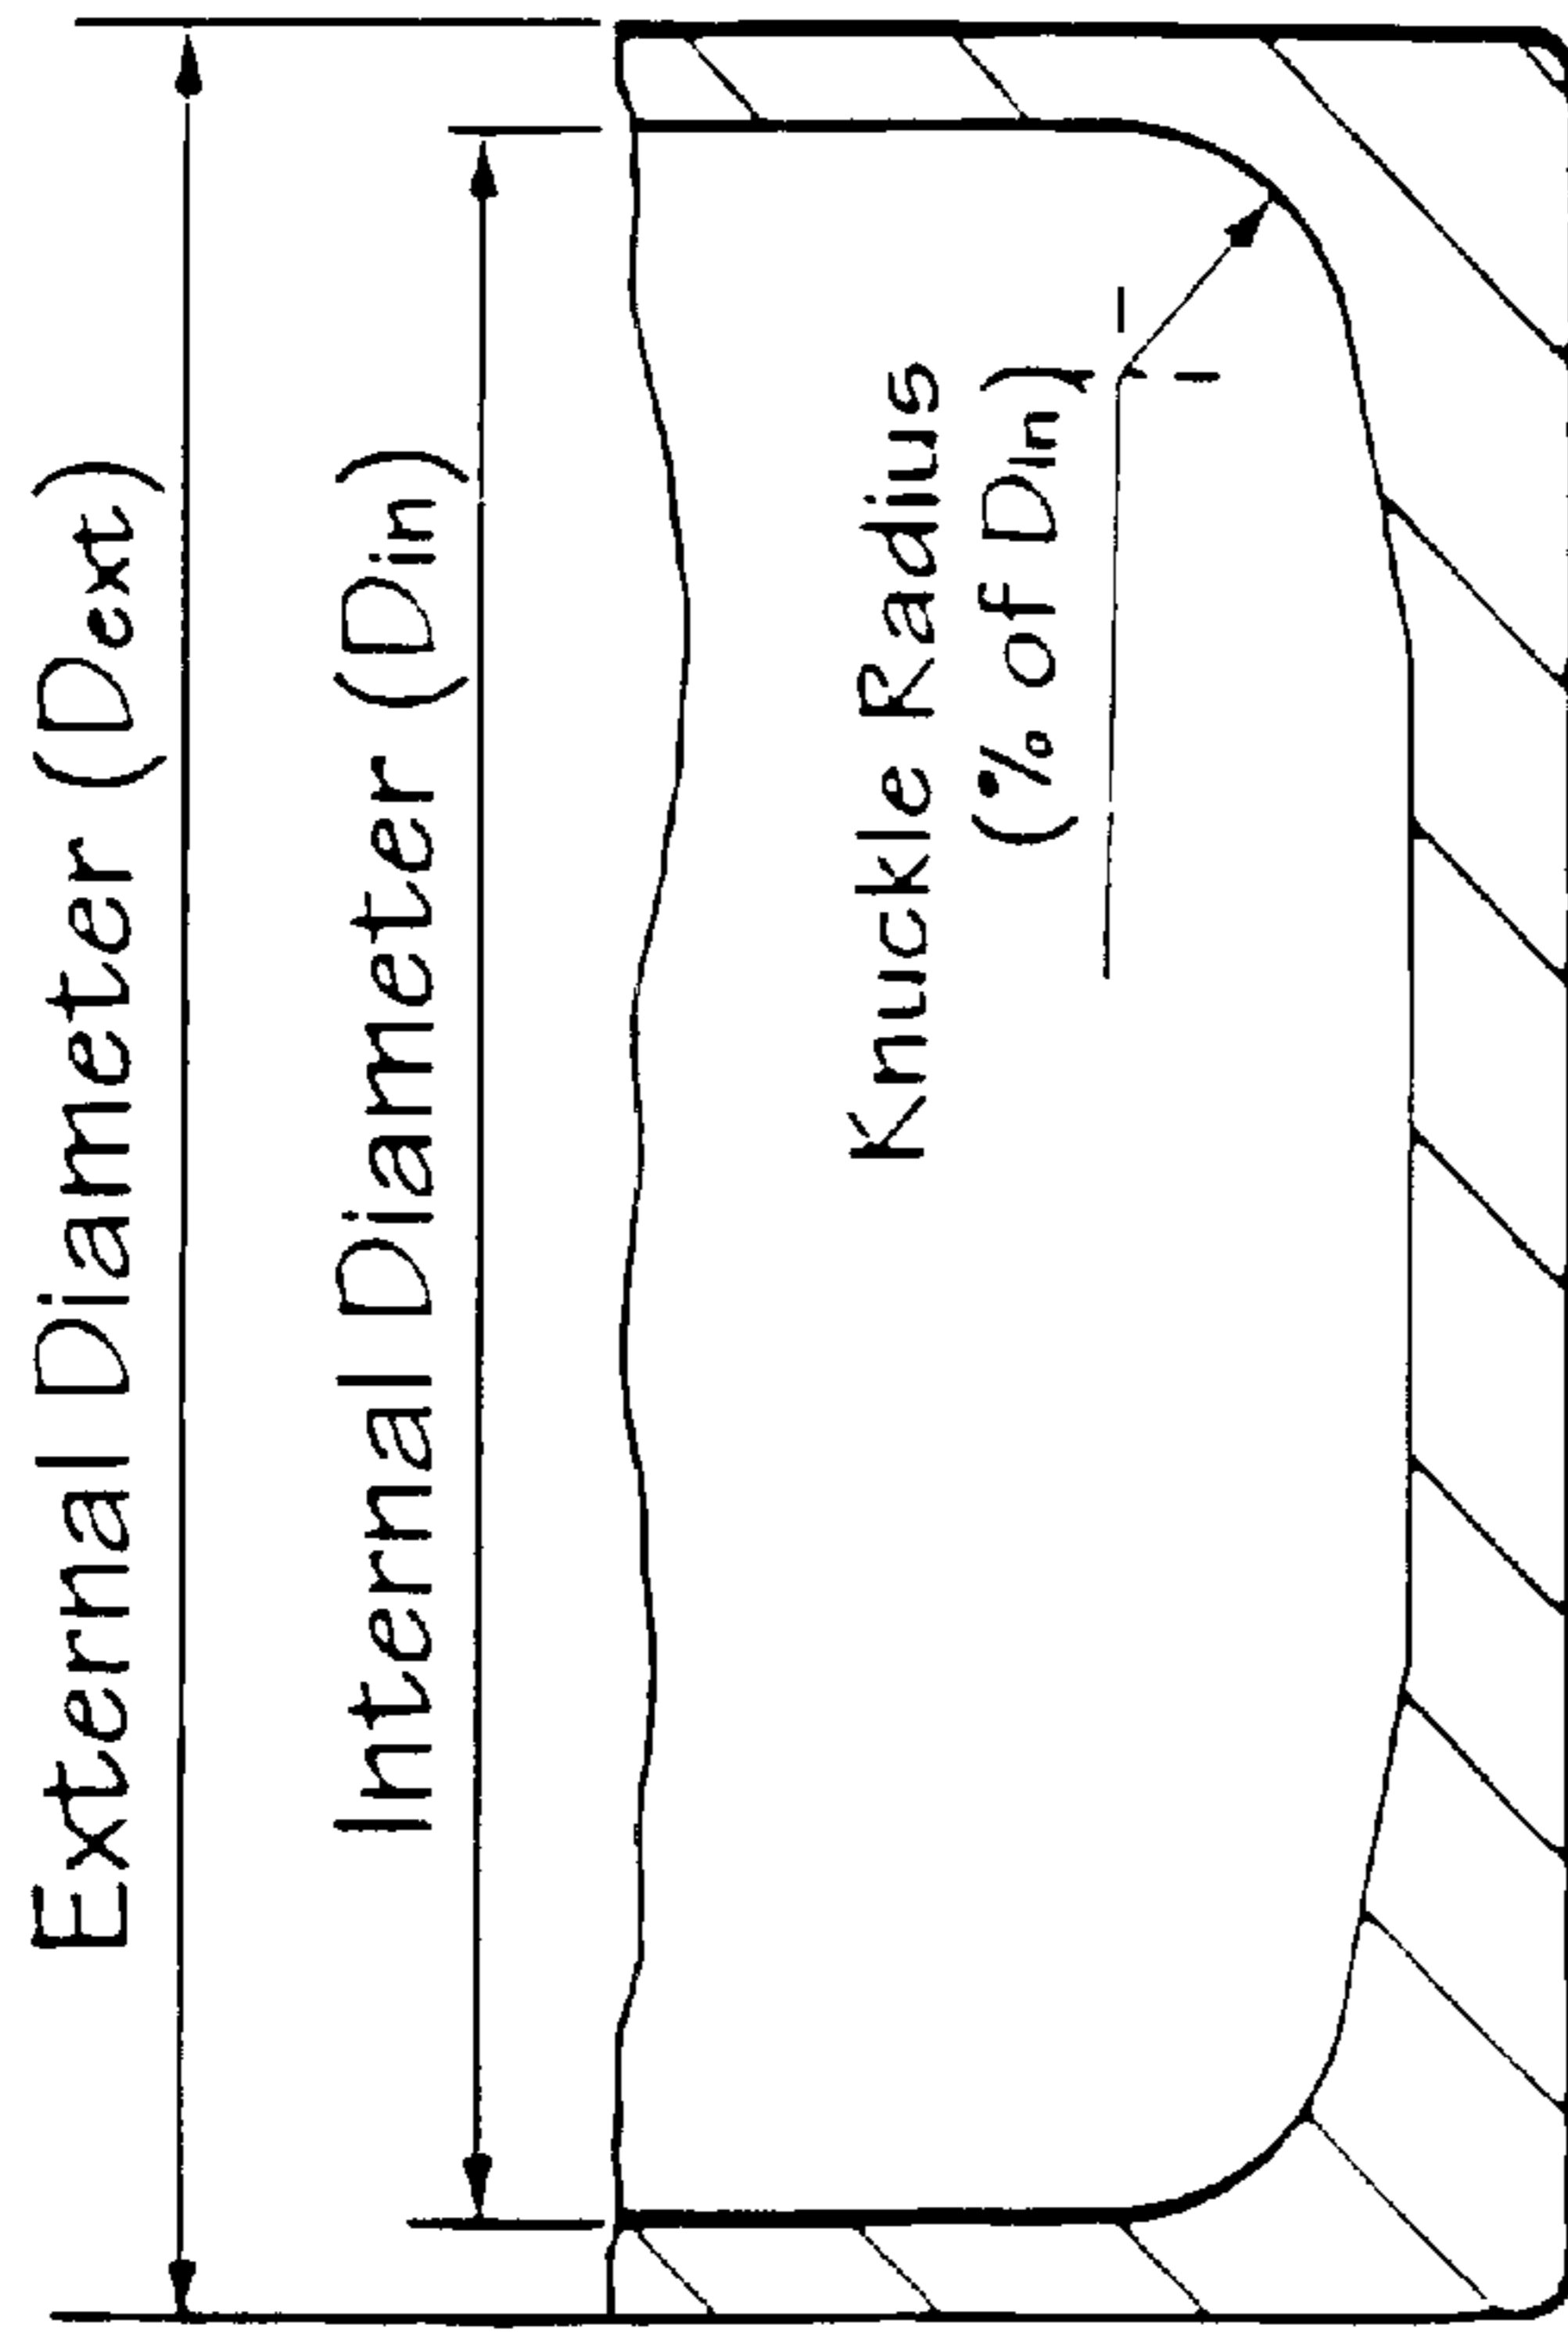 External Diameter (Dext)
Internal Diameter (Din)
Knuckle Radius
(% of Din)